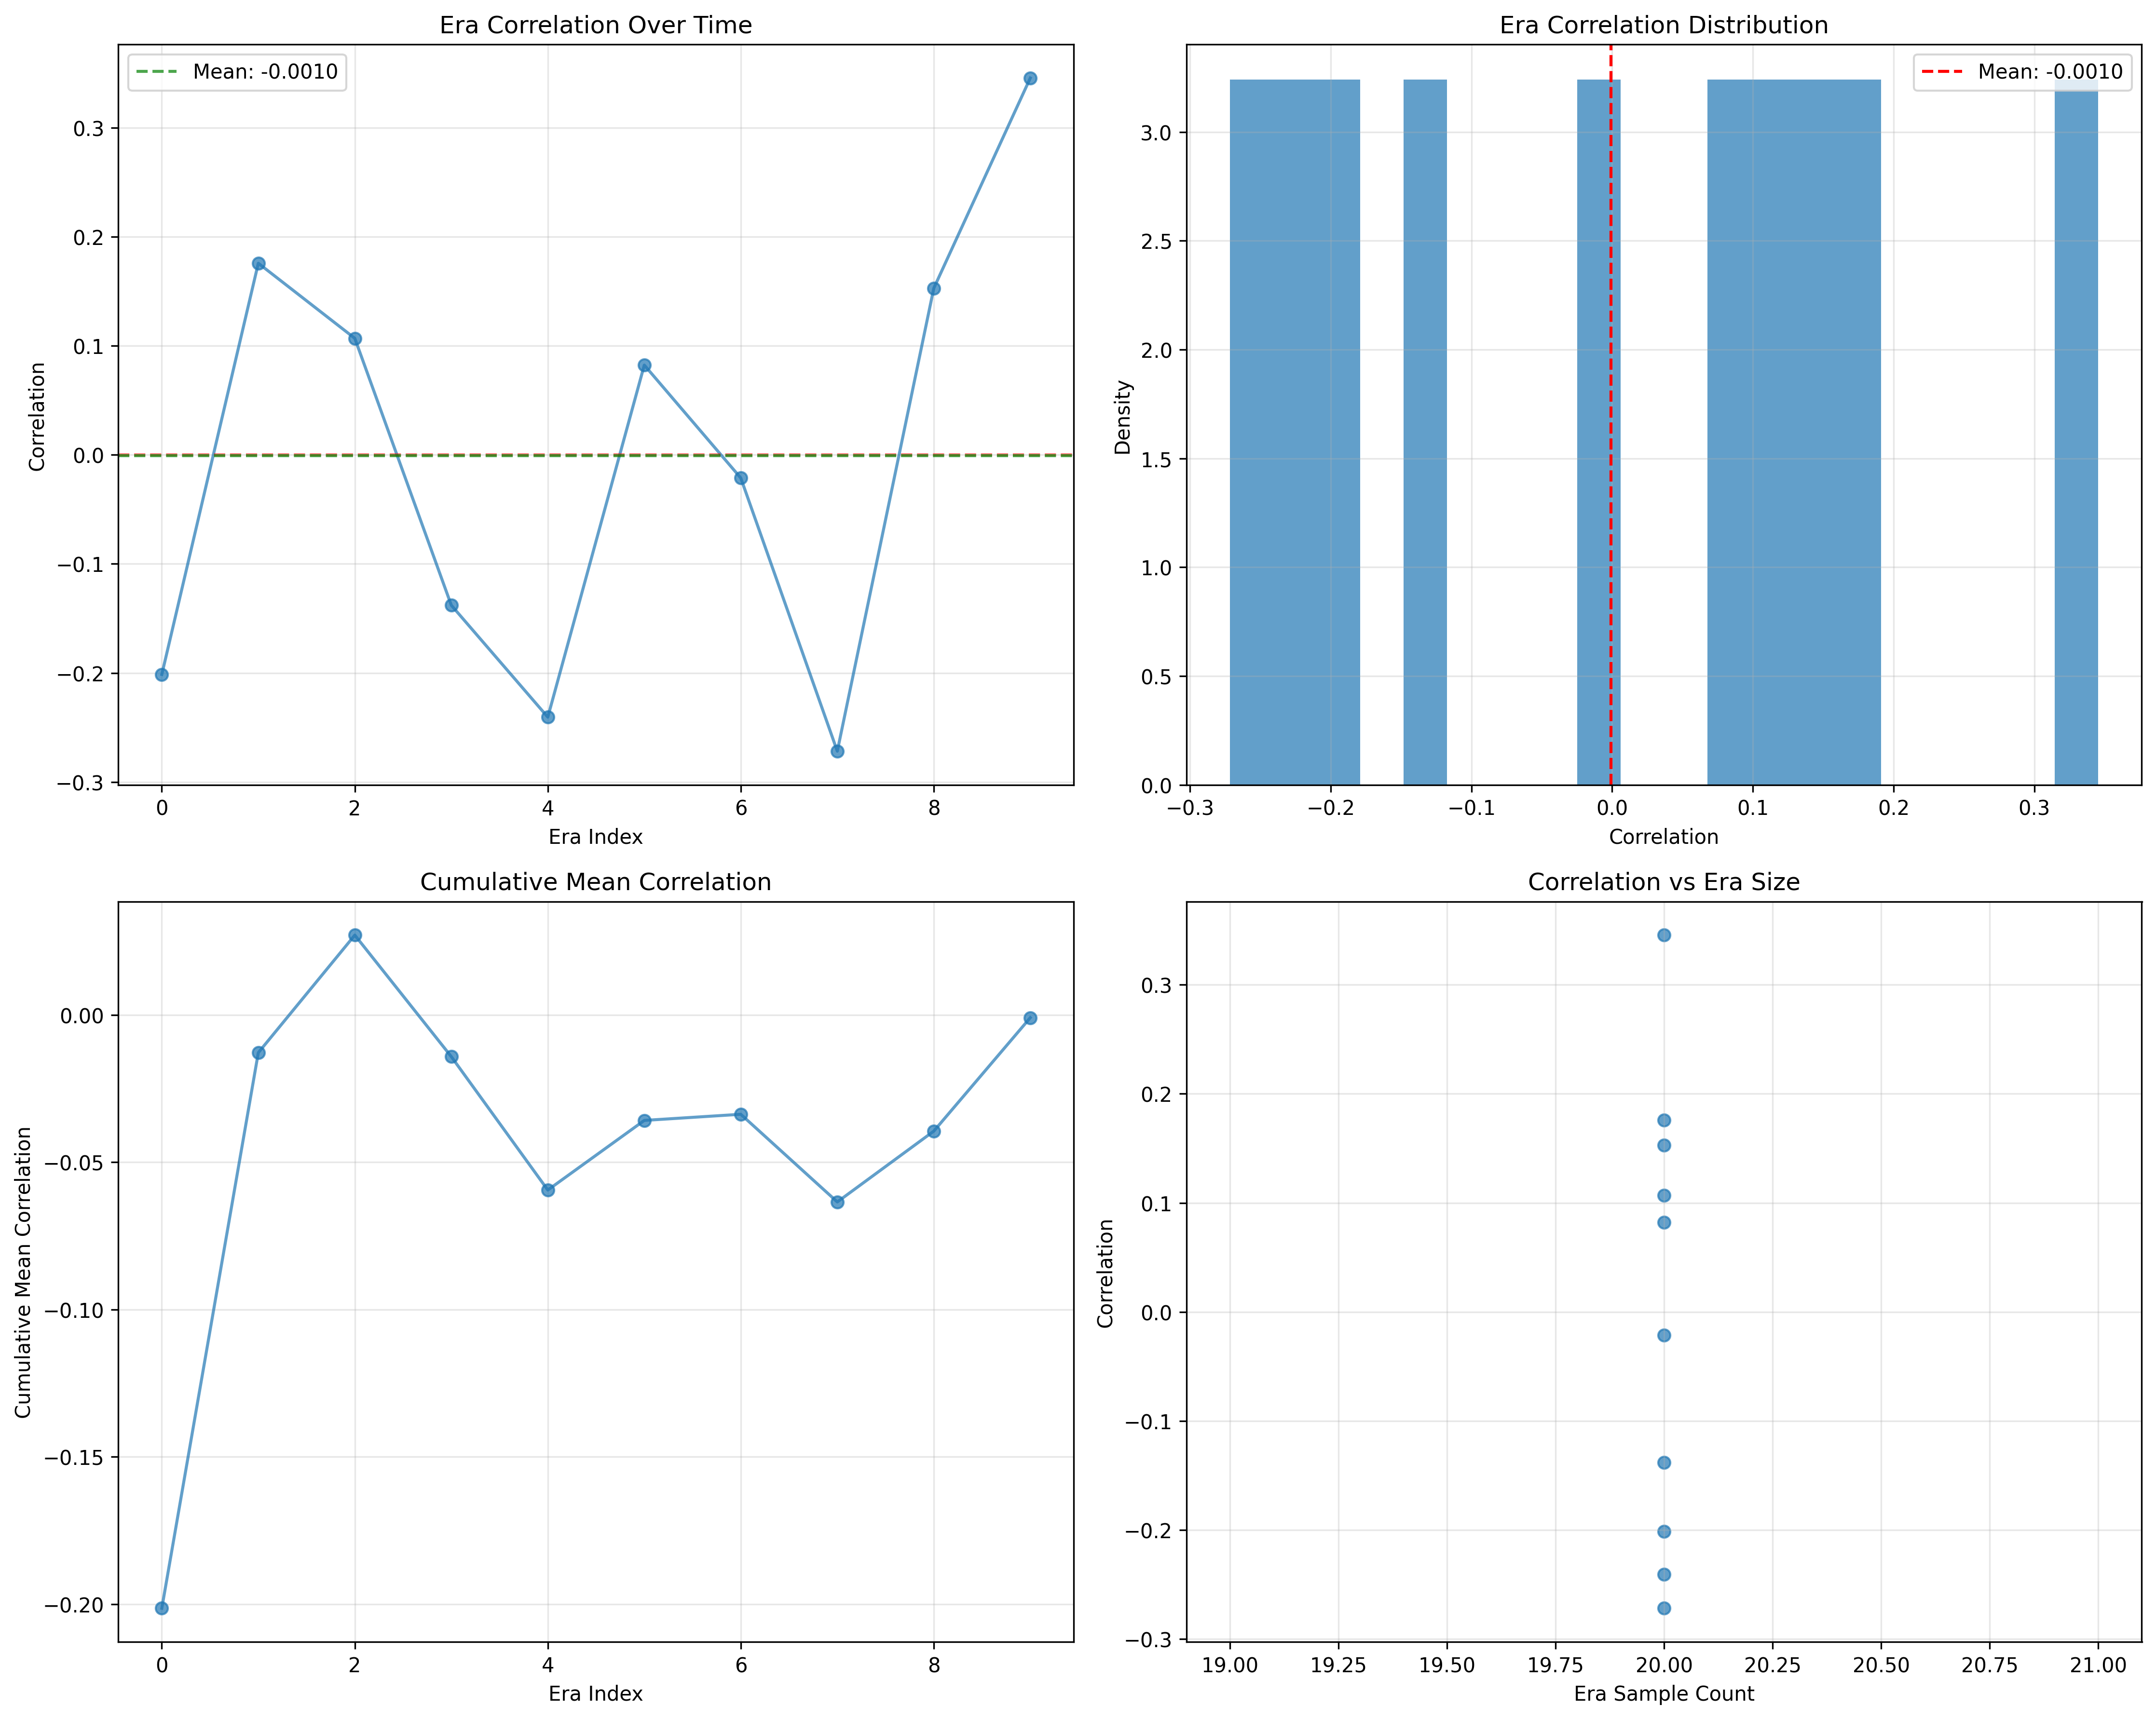 Era Correlation Over Time
Mean: -0.0010
Correlation
0.3
0.2
0.1
0.0
−0.1
−0.2
−0.3
0 2 4 6 8
Era Index
Era Correlation Distribution
Mean: -0.0010
Density
3.0
2.5
2.0
1.5
1.0
0.5
0.0
−0.3 −0.2 −0.1 0.0 0.1 0.2 0.3
Correlation
Cumulative Mean Correlation
Cumulative Mean Correlation
0.00
−0.05
−0.10
−0.15
−0.20
0 2 4 6 8
Era Index
Correlation vs Era Size
Correlation
0.3
0.2
0.1
0.0
−0.1
−0.2
−0.3
19.00 19.25 19.50 19.75 20.00 20.25 20.50 20.75 21.00
Era Sample Count